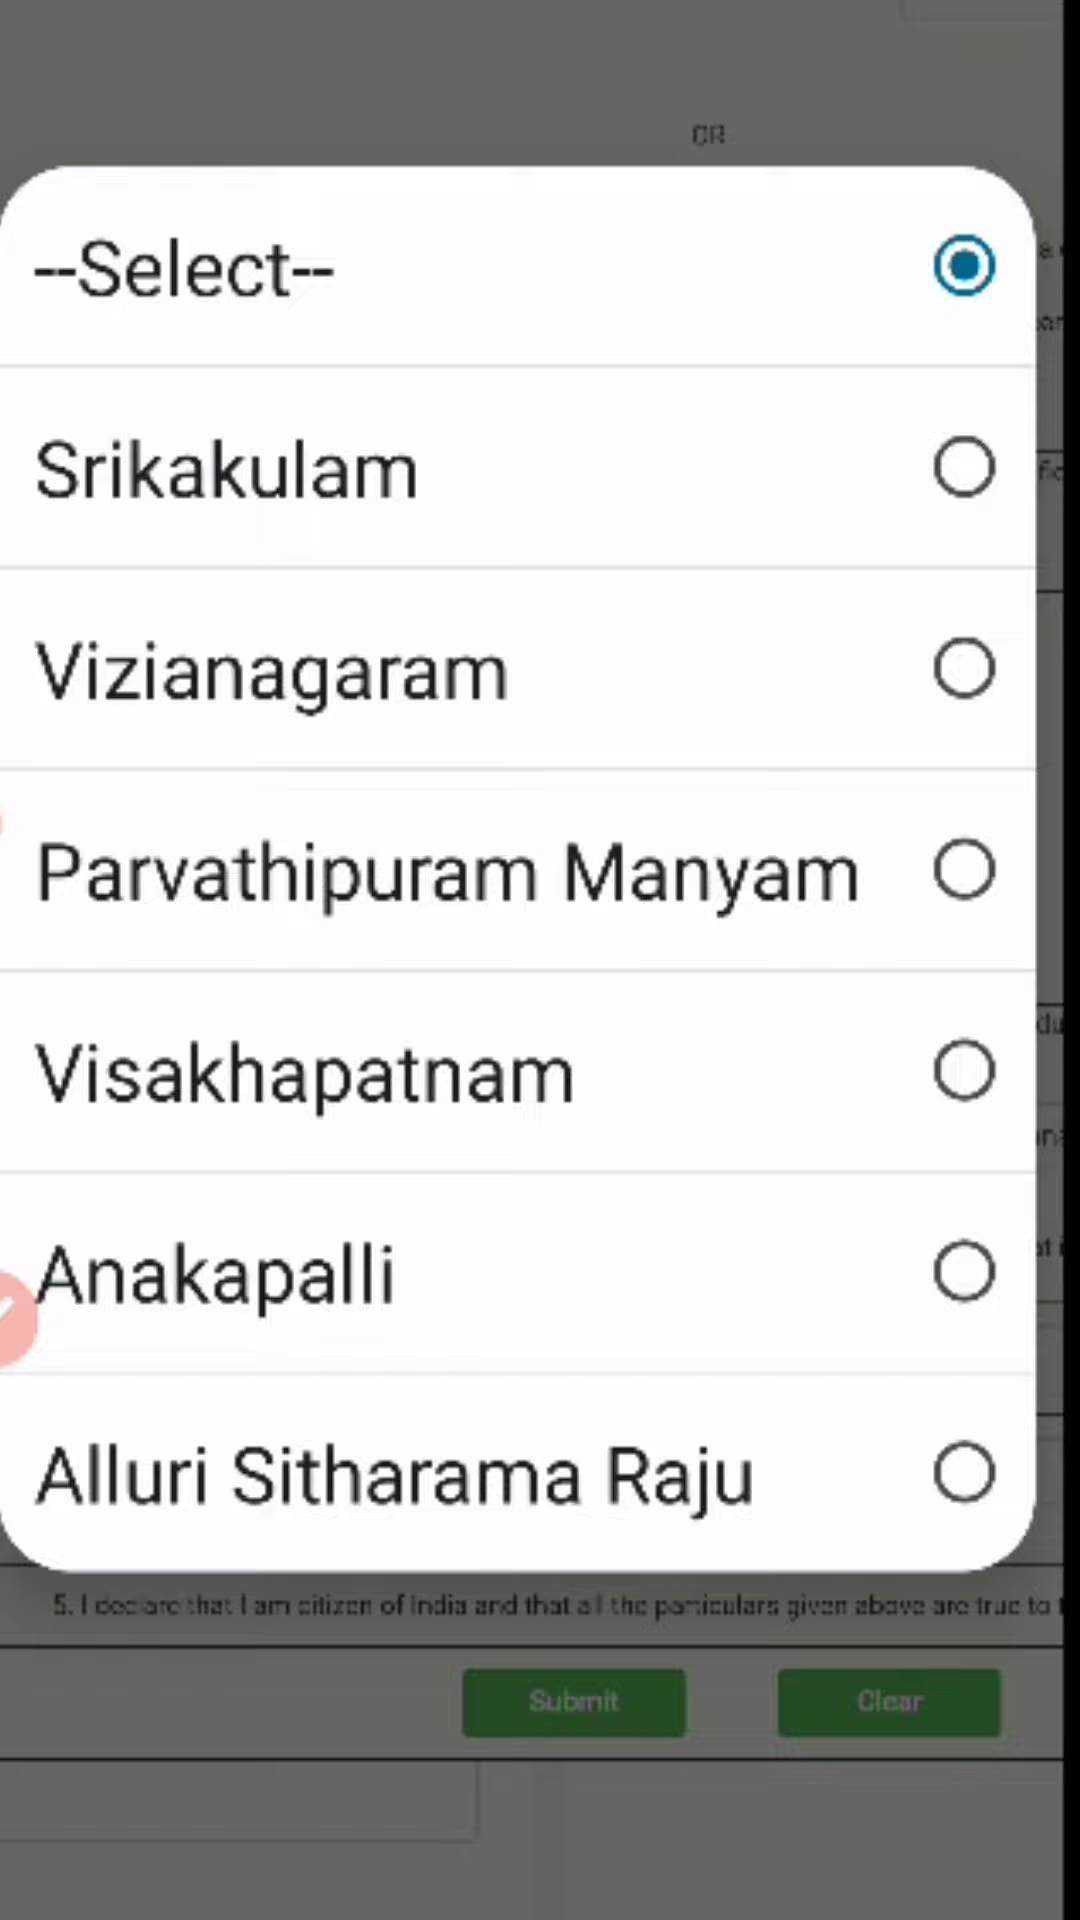 OR
--Select--
Srikakulam
Vizianagaram
Parvathipuram Manyam
Visakhapatnam
Anakapalli
Alluri Sitharama Raju
5. I declare that I am citizen of India and that all the particulars given above are true to
Submit
Clear